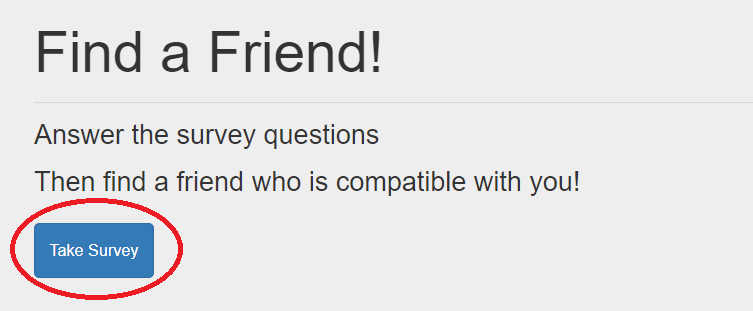 Find a Friend!
Answer the survey questions
Then find a friend who is compatible with you!
Take Survey